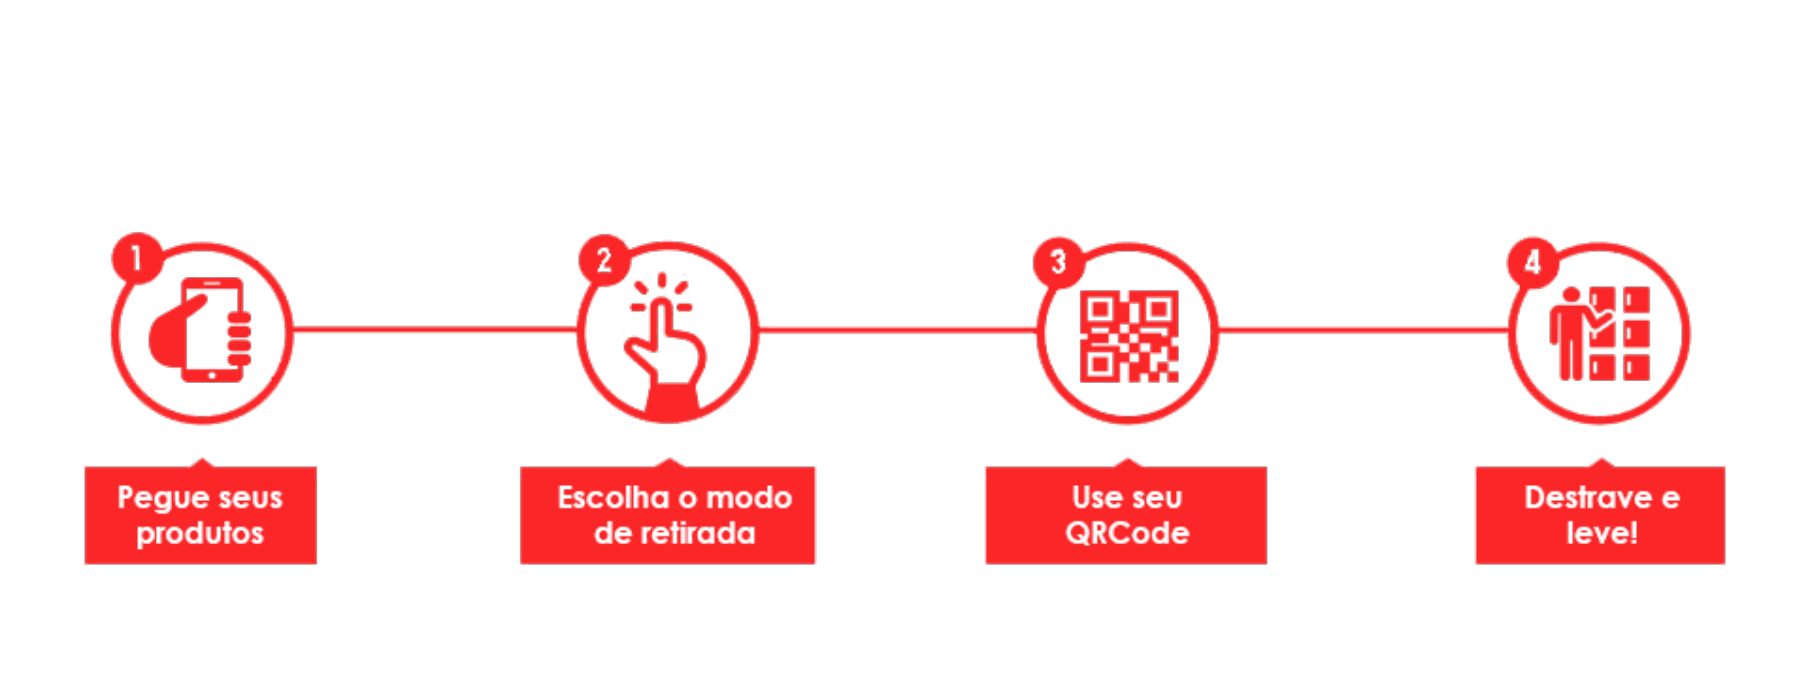 1
2
3
4
Pegue seus
produtos
Escolha o modo
de retirada
Use seu
QRCode
Destrave e
leve!